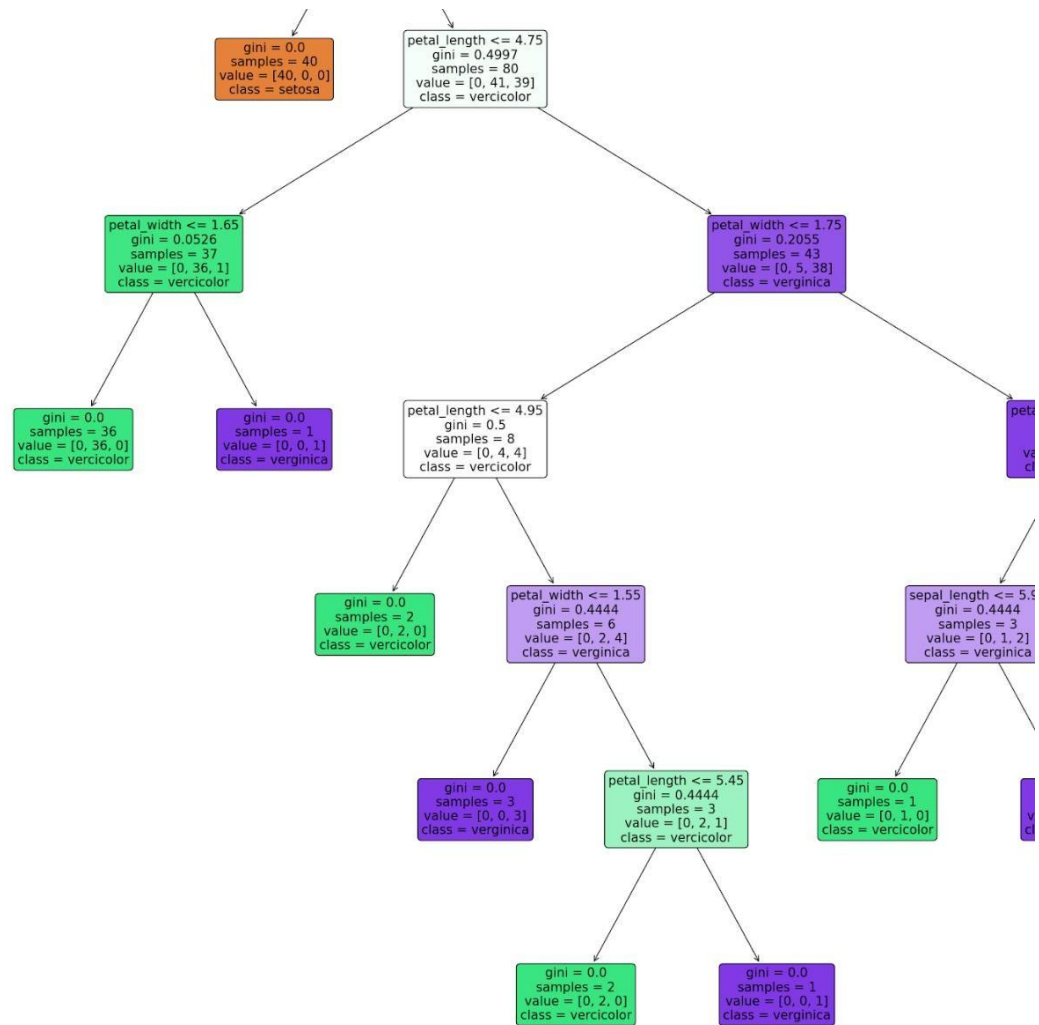 gini = 0.0
samples = 40
value = [40, 0, 0]
class = setosa
petal_length <= 4.75
gini = 0.4997
samples = 80
value = [0, 41, 39]
class = vercicolor
petal_width <= 1.65
gini = 0.0526
samples = 37
value = [0, 36, 1]
class = vercicolor
petal_width <= 1.75
gini = 0.2055
samples = 43
value = [0, 5, 38]
class = verginica
gini = 0.0
samples = 36
value = [0, 36, 0]
class = vercicolor
gini = 0.0
samples = 1
value = [0, 0, 1]
class = verginica
petal_length <= 4.95
gini = 0.5
samples = 8
value = [0, 4, 4]
class = vercicolor
gini = 0.0
samples = 2
value = [0, 2, 0]
class = vercicolor
petal_width <= 1.55
gini = 0.4444
samples = 6
value = [0, 2, 4]
class = verginica
sepal_length <= 5.9
gini = 0.4444
samples = 3
value = [0, 1, 2]
class = verginica
gini = 0.0
samples = 3
value = [0, 0, 3]
class = verginica
petal_length <= 5.45
gini = 0.4444
samples = 3
value = [0, 2, 1]
class = vercicolor
gini = 0.0
samples = 1
value = [0, 1, 0]
class = vercicolor
gini = 0.0
samples = 2
value = [0, 2, 0]
class = vercicolor
gini = 0.0
samples = 1
value = [0, 0, 1]
class = verginica